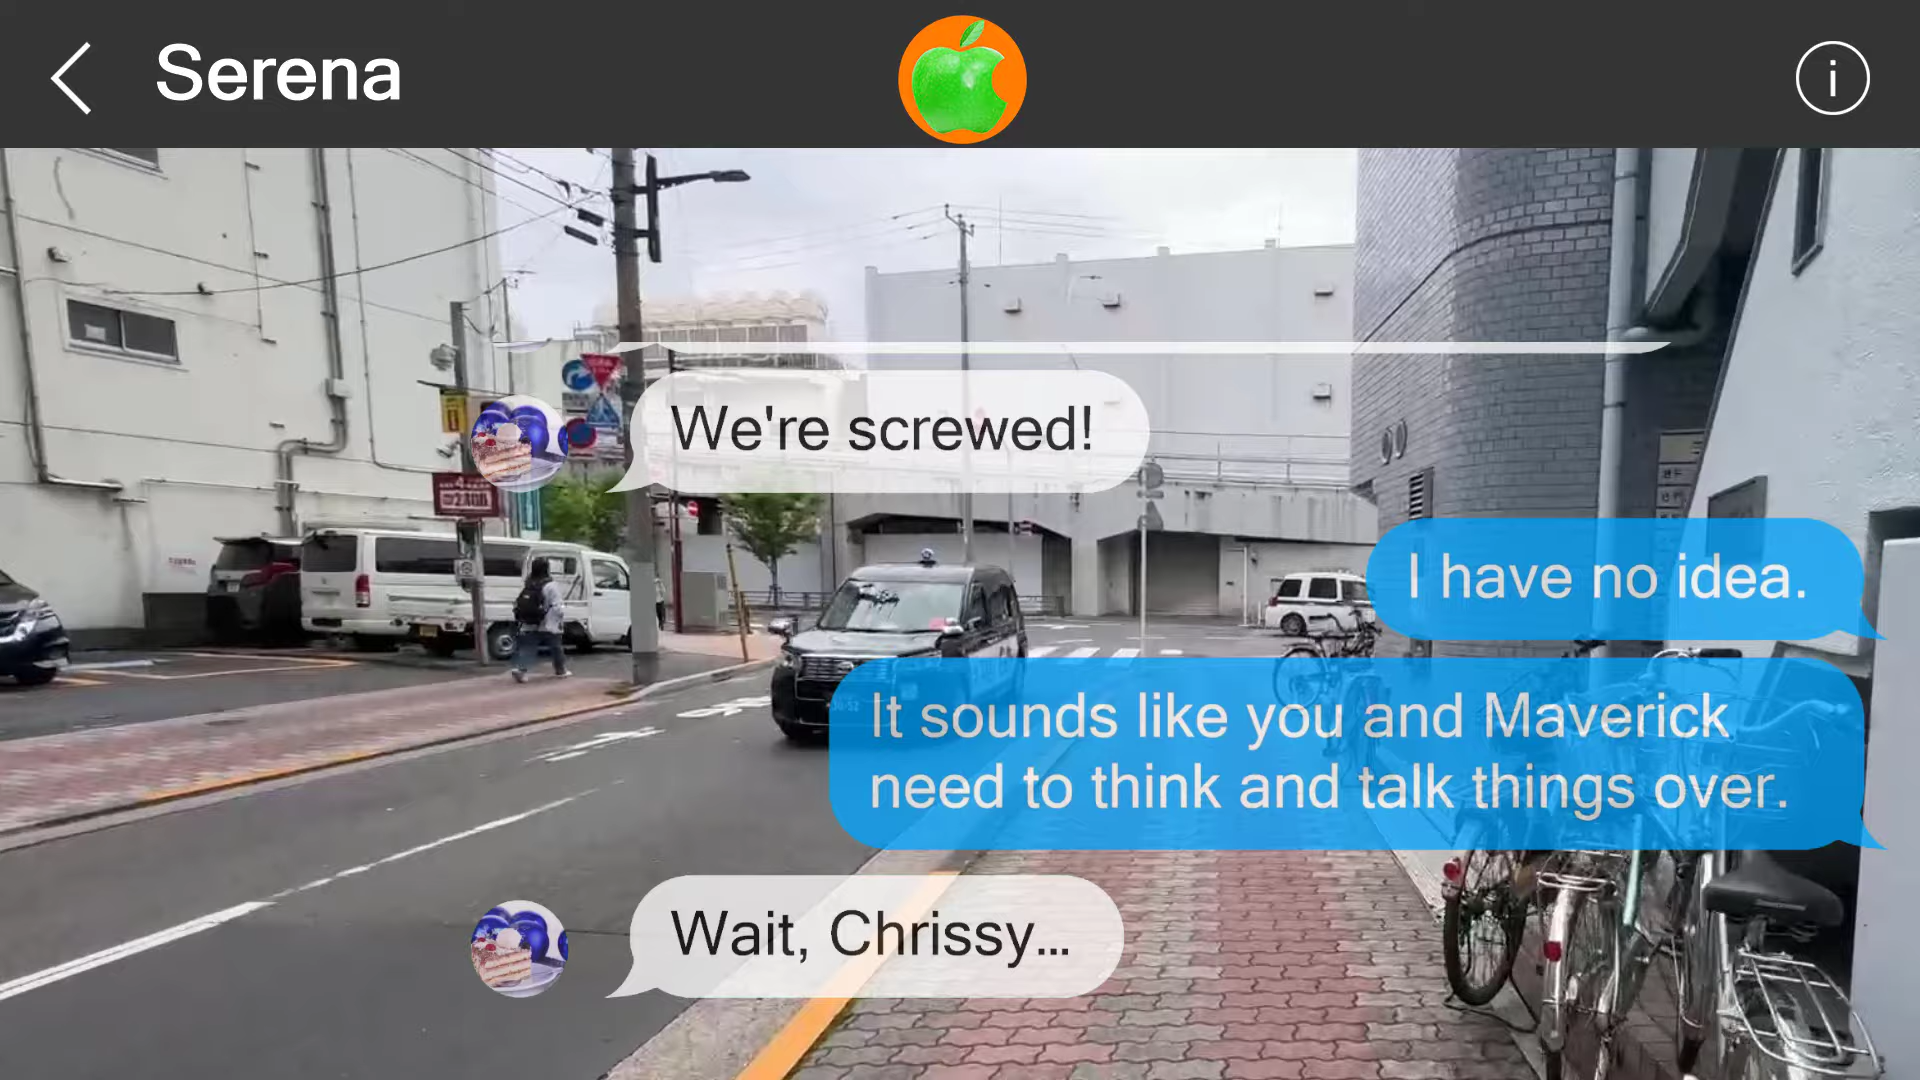 Serena
i
We're screwed!
I have no idea.
It sounds like you and Maverick
need to think and talk things over.
Wait, Chrissy...